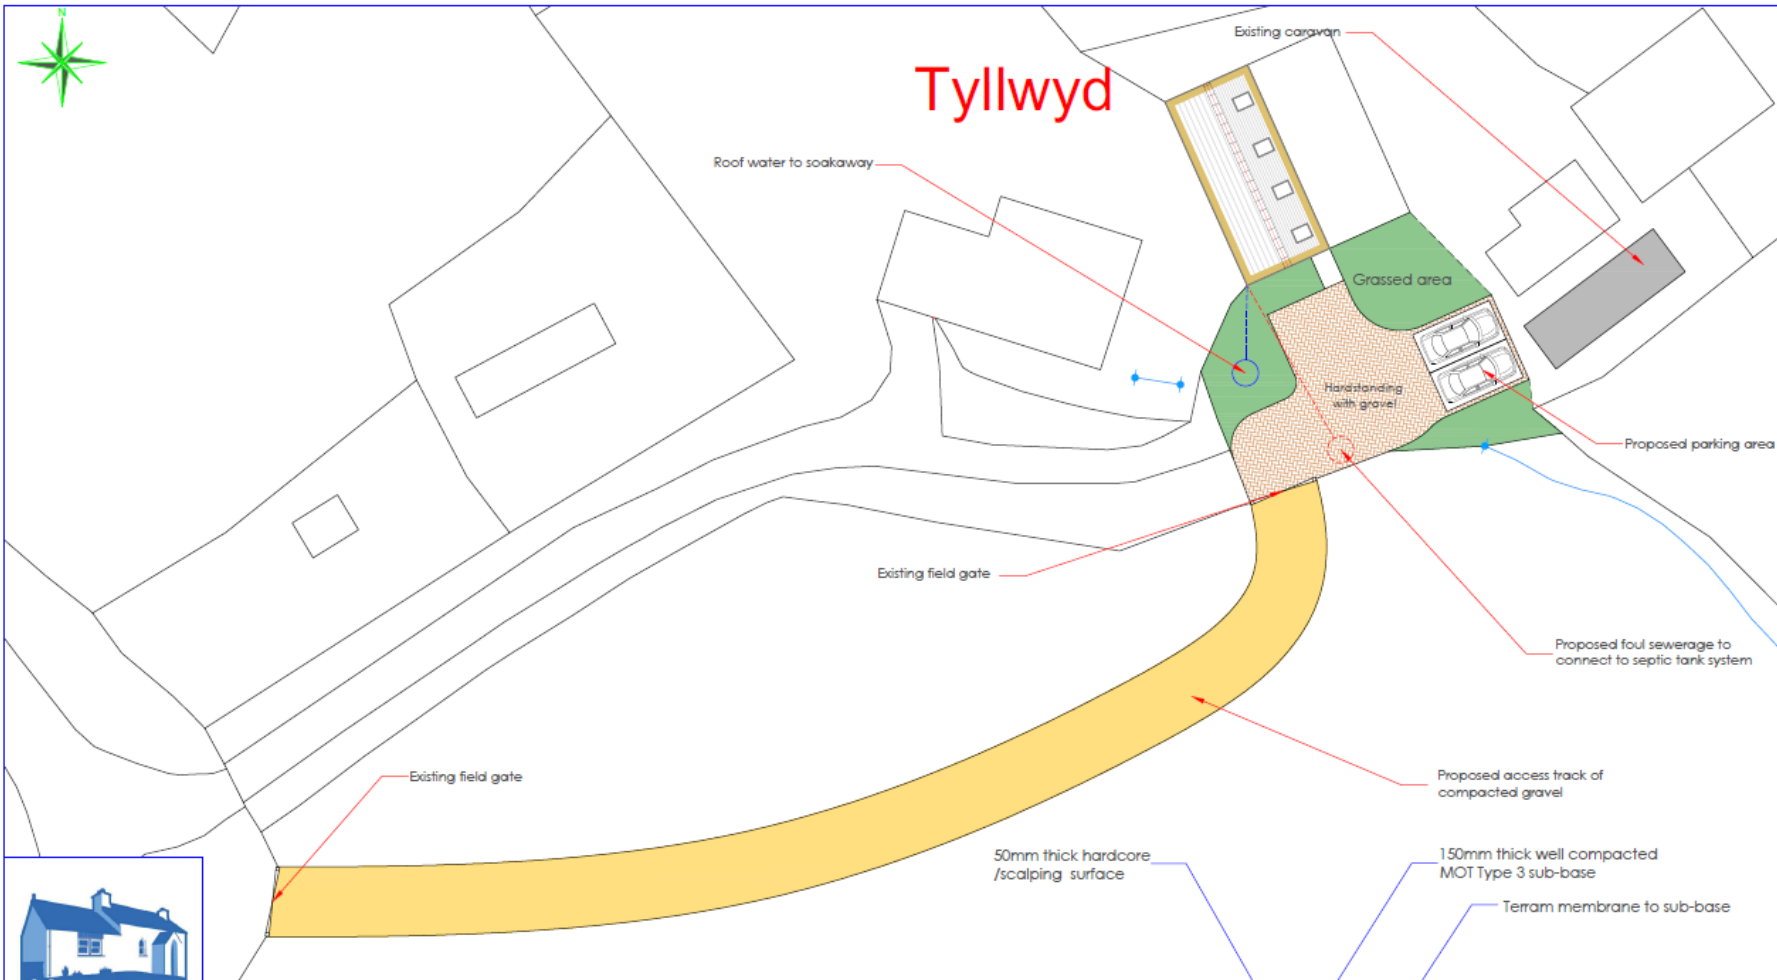 N
Existing caravan
Tyllwyd
Roof water to soakaway
Grassed area
Hardstanding
with gravel
Proposed parking area
Existing field gate
Proposed foul sewerage to
connect to septic tank system
Existing field gate
Proposed access track of
compacted gravel
50mm thick hardcore
/scalping surface
150mm thick well compacted
MOT Type 3 sub-base
Terram membrane to sub-base